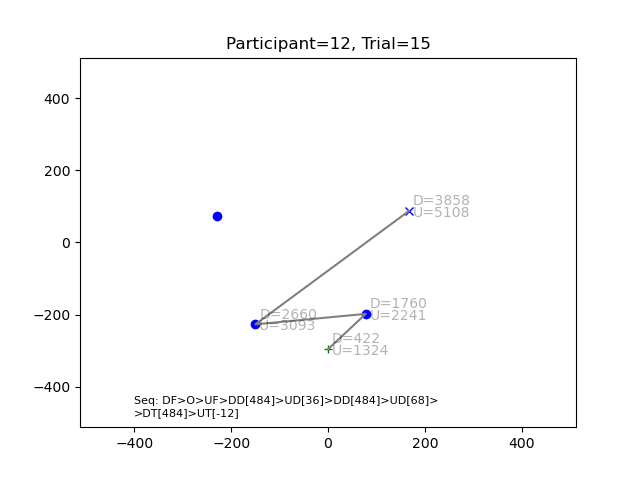 Participant=12, Trial=15
400
200
0
−200
−400
D=3858
U=5108
D=1760
U=2241
D=2660
U=3093
D=422
U=1324
Seq: DF>O>UF>DD[484]>UD[36]>DD[484]>UD[68]>
>DT[484]>UT[-12]
−400 −200 0 200 400